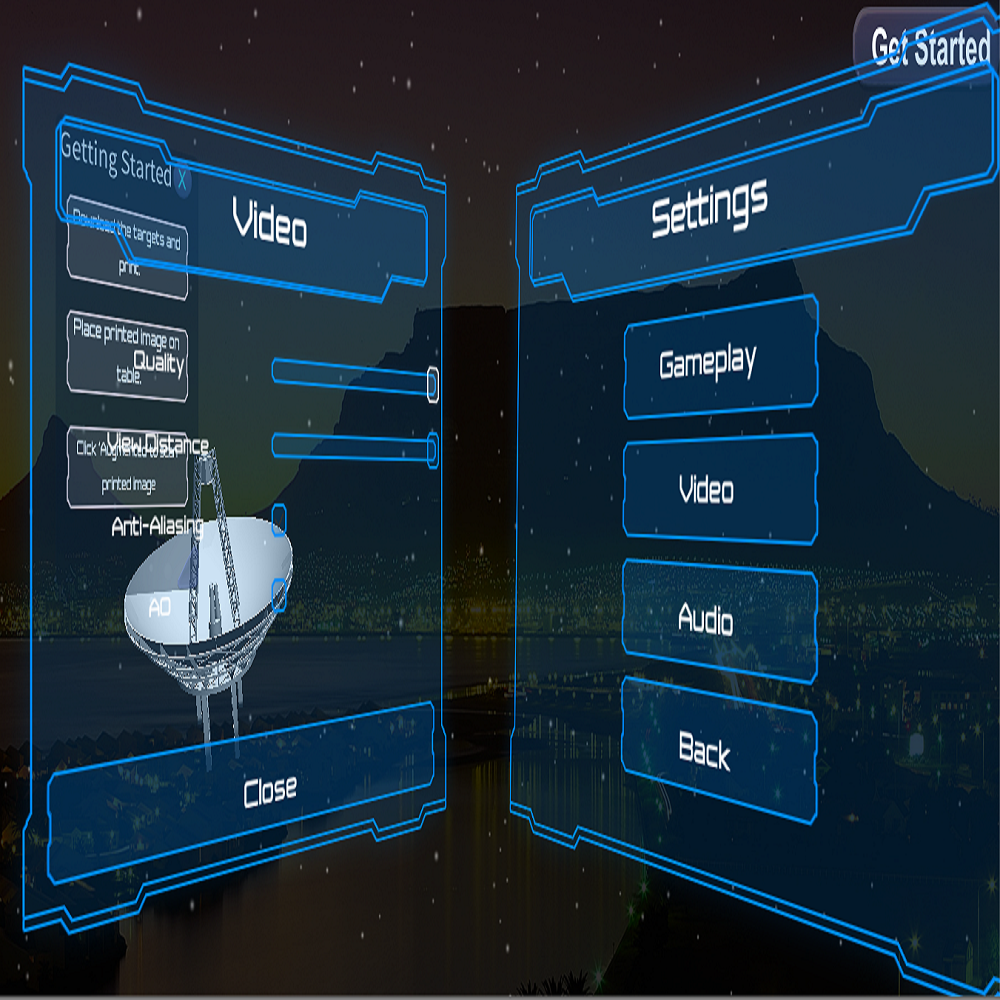 Get Started
Getting Started X
Download the targets and
print.
Place printed image on
table.
Click 'Augmented to scan
printed image
Video
Quality
View Distance
Anti-Aliasing
AO
Close
Settings
Gameplay
Video
Audio
Back